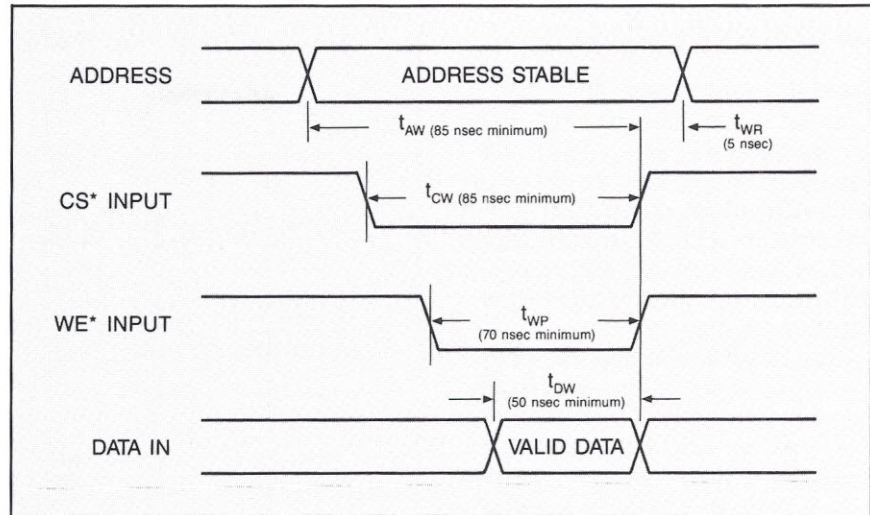 ADDRESS
ADDRESS STABLE
tAW (85 nsec minimum)
tWR
(5 nsec)
CS* INPUT
tCW (85 nsec minimum)
WE* INPUT
tWP
(70 nsec minimum)
tDW
(50 nsec minimum)
DATA IN
VALID DATA